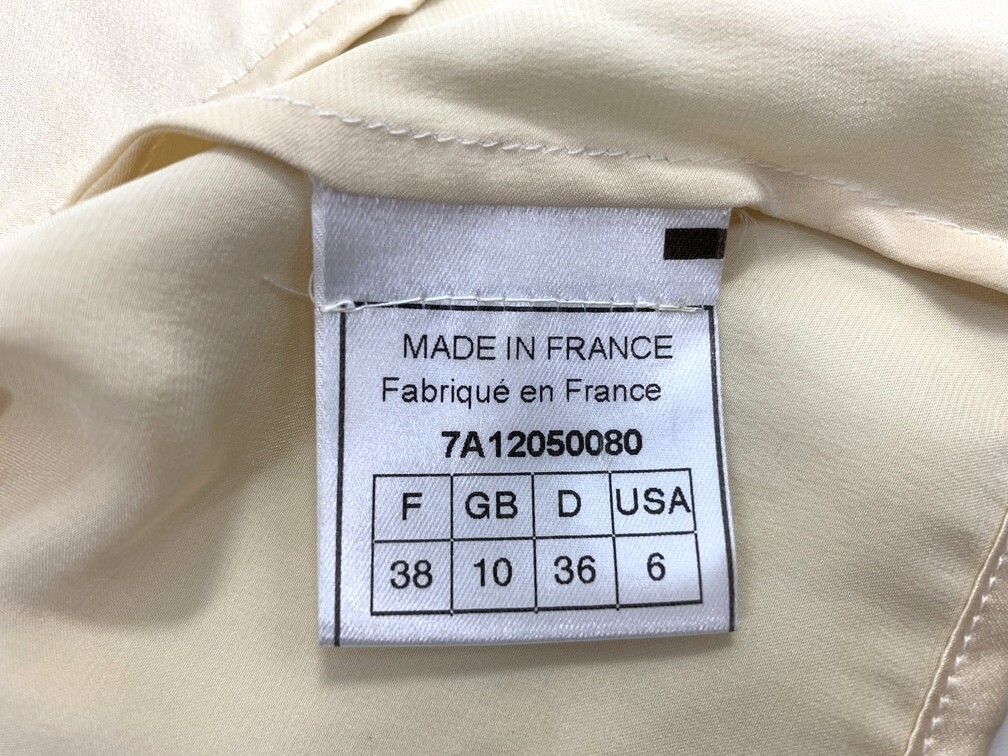 MADE IN FRANCE
Fabriqué en France
7A12050080
F GB D USA
38 10 36 6